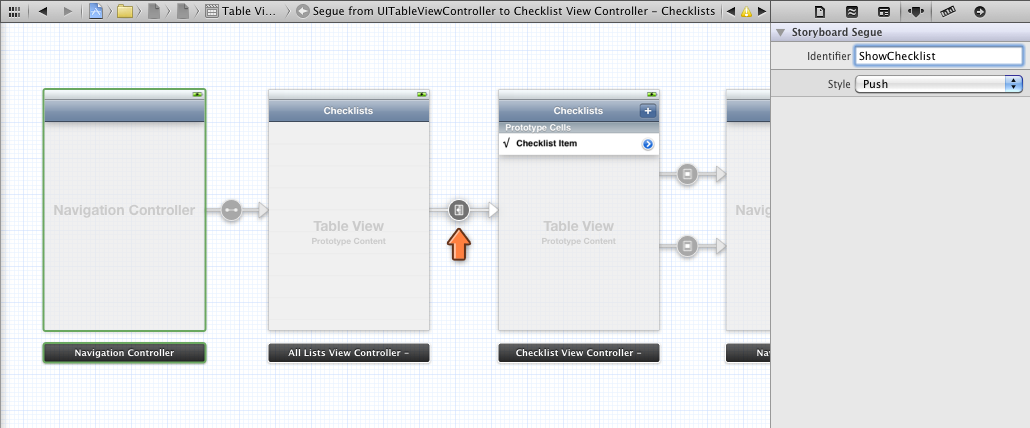 Table Vi...
Segue from UITableViewController to Checklist View Controller – Checklists
Storyboard Segue
Identifier ShowChecklist
Style Push
Navigation Controller
Navigation Controller
Checklists
Table View
Prototype Content
All Lists View Controller –
Checklists +
Prototype Cells
√ Checklist Item
Table View
Prototype Content
Checklist View Controller –
Navig
Nav